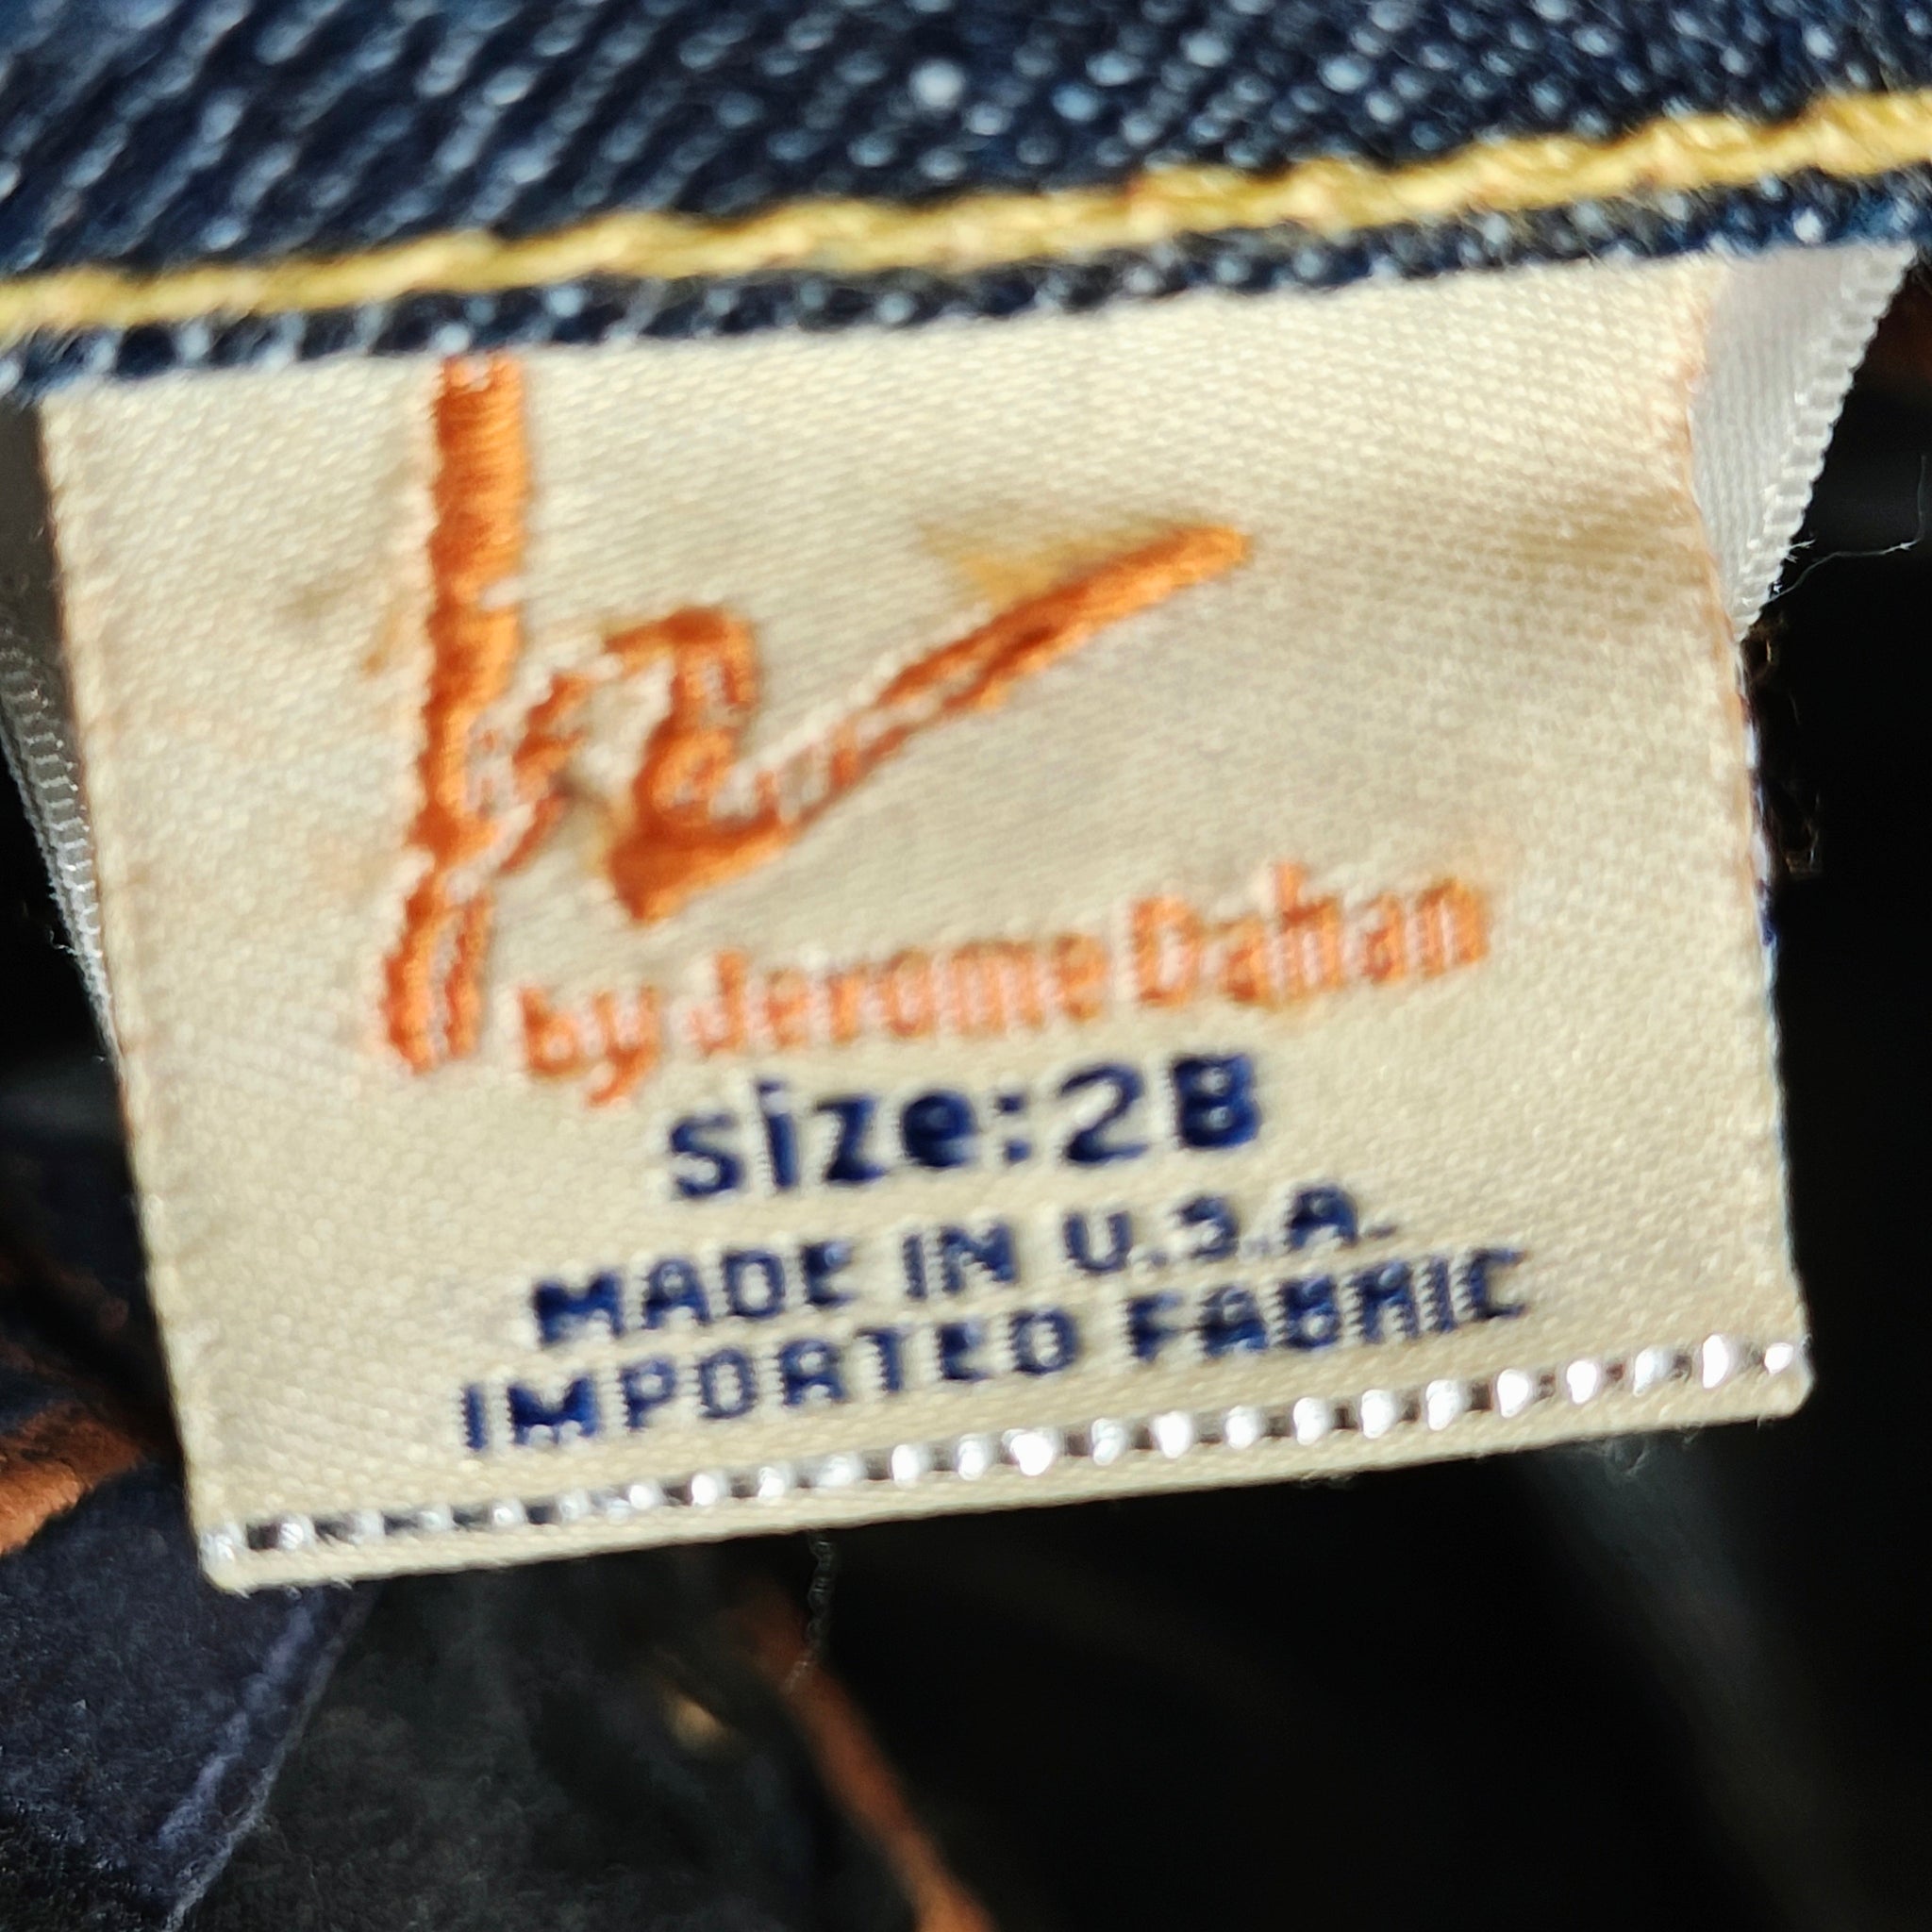 h
by Jerome Dahan
size:28
MADE IN U.S.A.
IMPORTED FABRIC